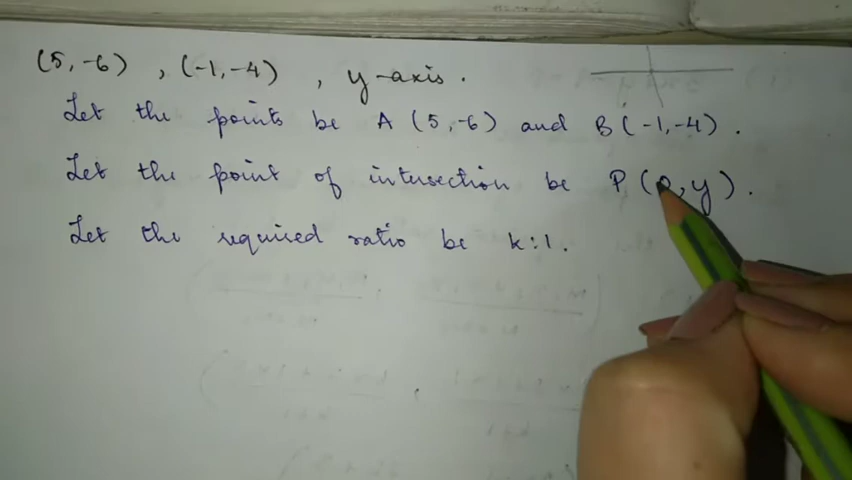 (5,-6) , (-1,-4) , y-axis.
Let the points be A (5,-6) and B(-1,-4).
Let the point of intersection be P(0,y).
Let the required ratio be k:1.